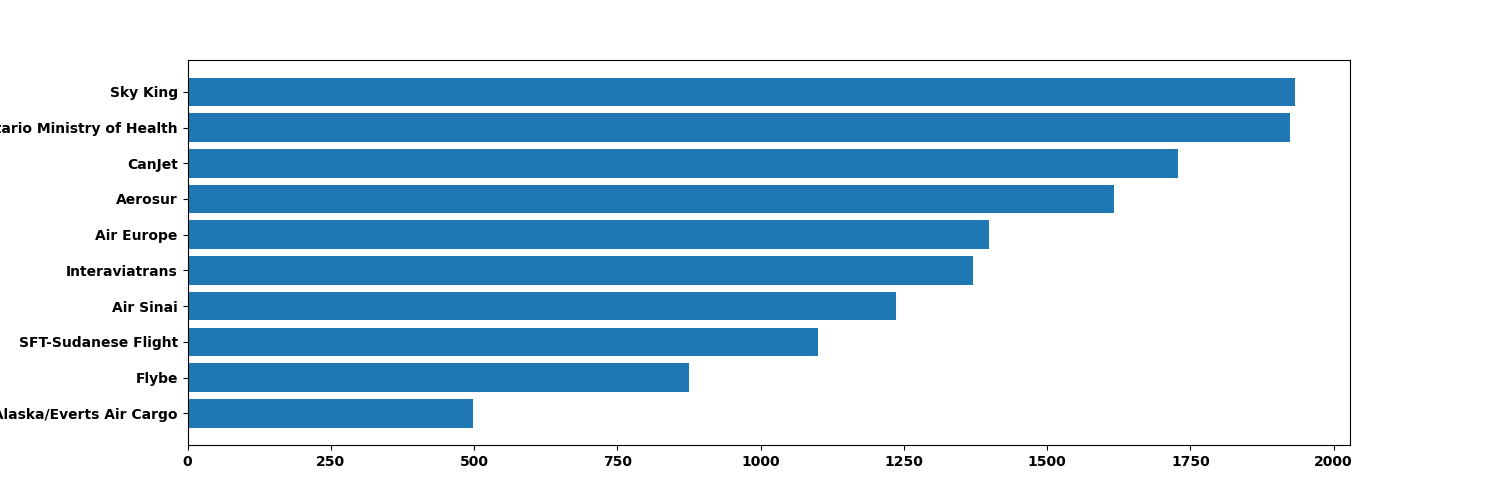 Sky King
tario Ministry of Health
CanJet
Aerosur
Air Europe
Interaviatrans
Air Sinai
SFT-Sudanese Flight
Flybe
Alaska/Everts Air Cargo
0 250 500 750 1000 1250 1500 1750 2000